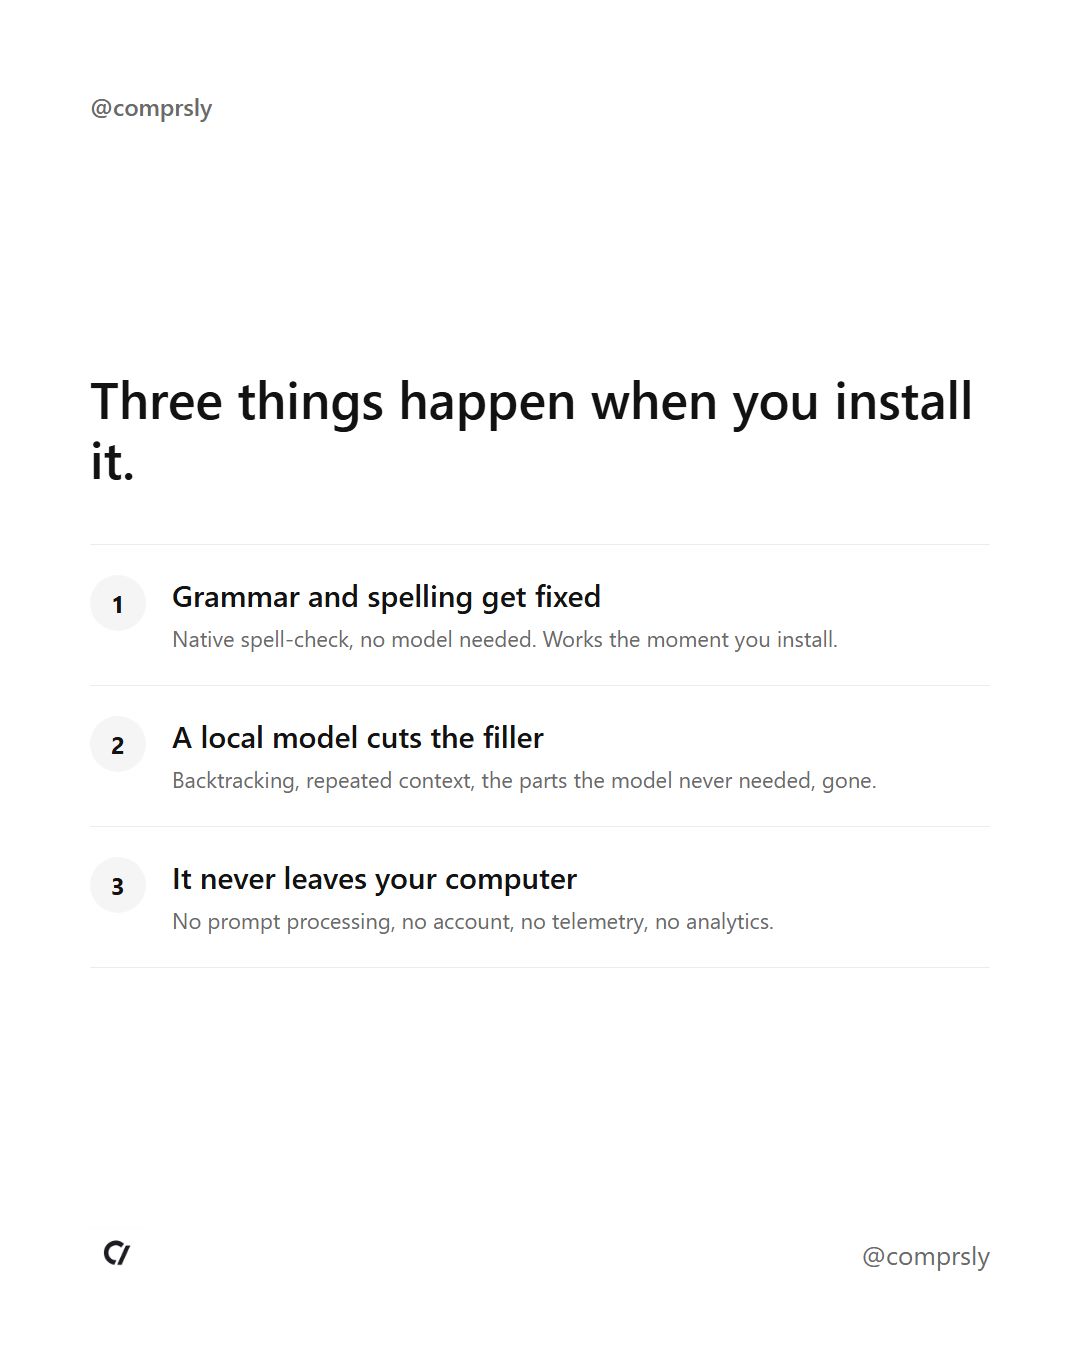 @comprsly
Three things happen when you install
it.
1
Grammar and spelling get fixed
Native spell-check, no model needed. Works the moment you install.
2
A local model cuts the filler
Backtracking, repeated context, the parts the model never needed, gone.
3
It never leaves your computer
No prompt processing, no account, no telemetry, no analytics.
@comprsly